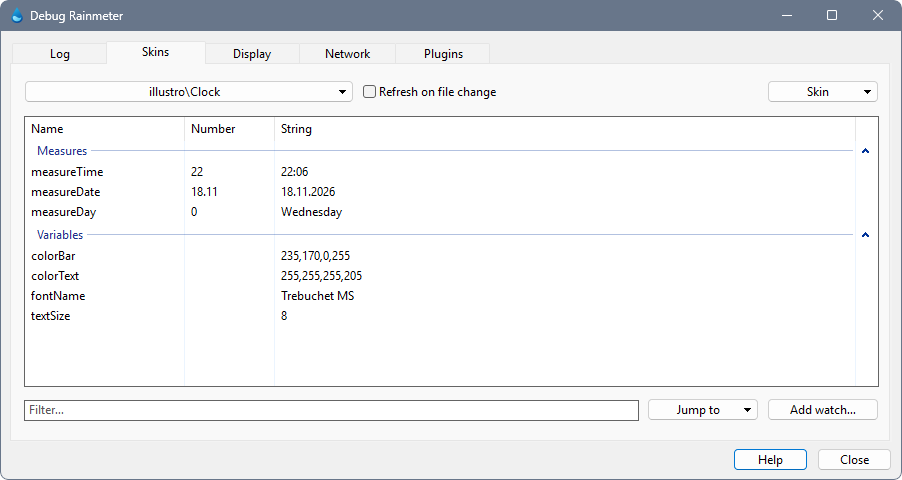 Debug Rainmeter
Log Skins Display Network Plugins
illustro\Clock Refresh on file change Skin
Name Number String
Measures
measureTime 22 22:06
measureDate 18.11 18.11.2026
measureDay 0 Wednesday
Variables
colorBar 235,170,0,255
colorText 255,255,255,205
fontName Trebuchet MS
textSize 8
Filter... Jump to Add watch...
Help Close